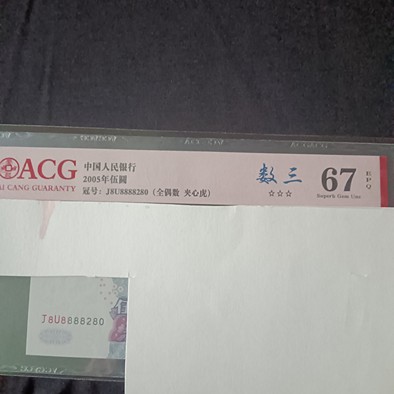 ACG
AI CANG GUARANTY
中国人民银行
2005年伍圆
冠号：J8U8888280（全偶数 夹心虎）
数三
☆☆☆
67
EPQ
Superb Gem Unc
J8U8888280